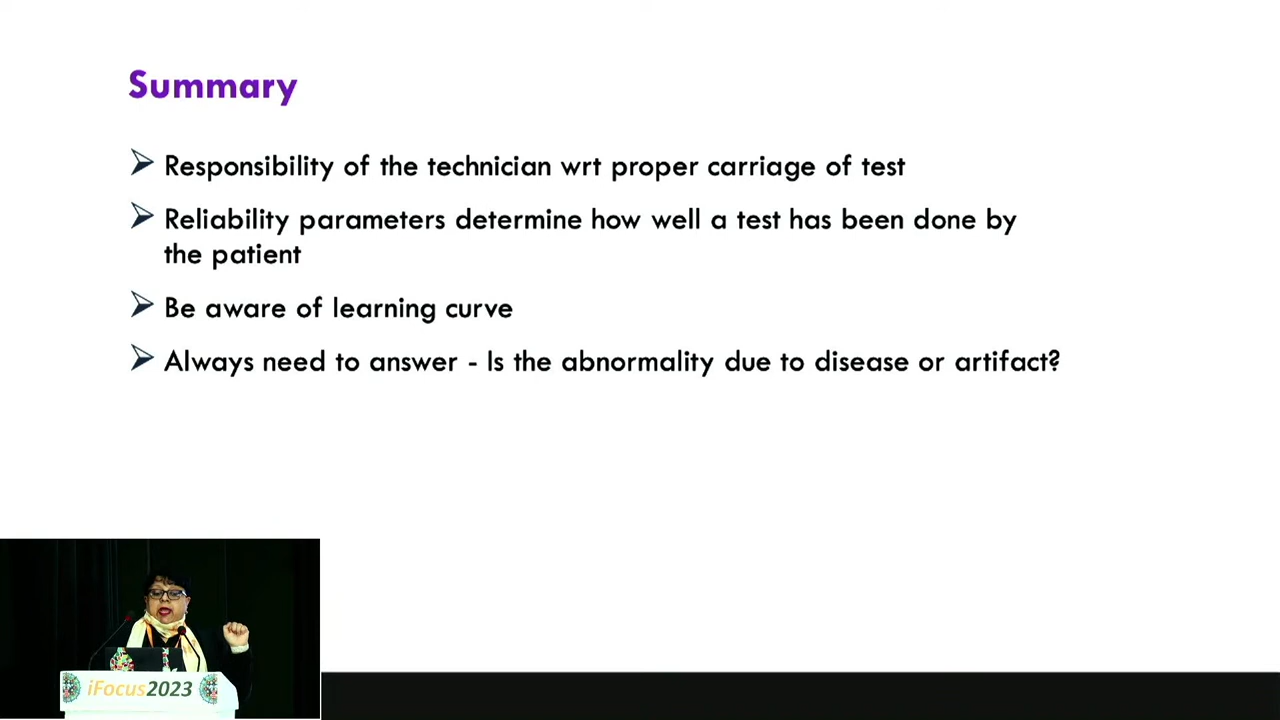 Summary
➢ Responsibility of the technician wrt proper carriage of test
➢ Reliability parameters determine how well a test has been done by
the patient
➢ Be aware of learning curve
➢ Always need to answer - Is the abnormality due to disease or artifact?
iFocus2023